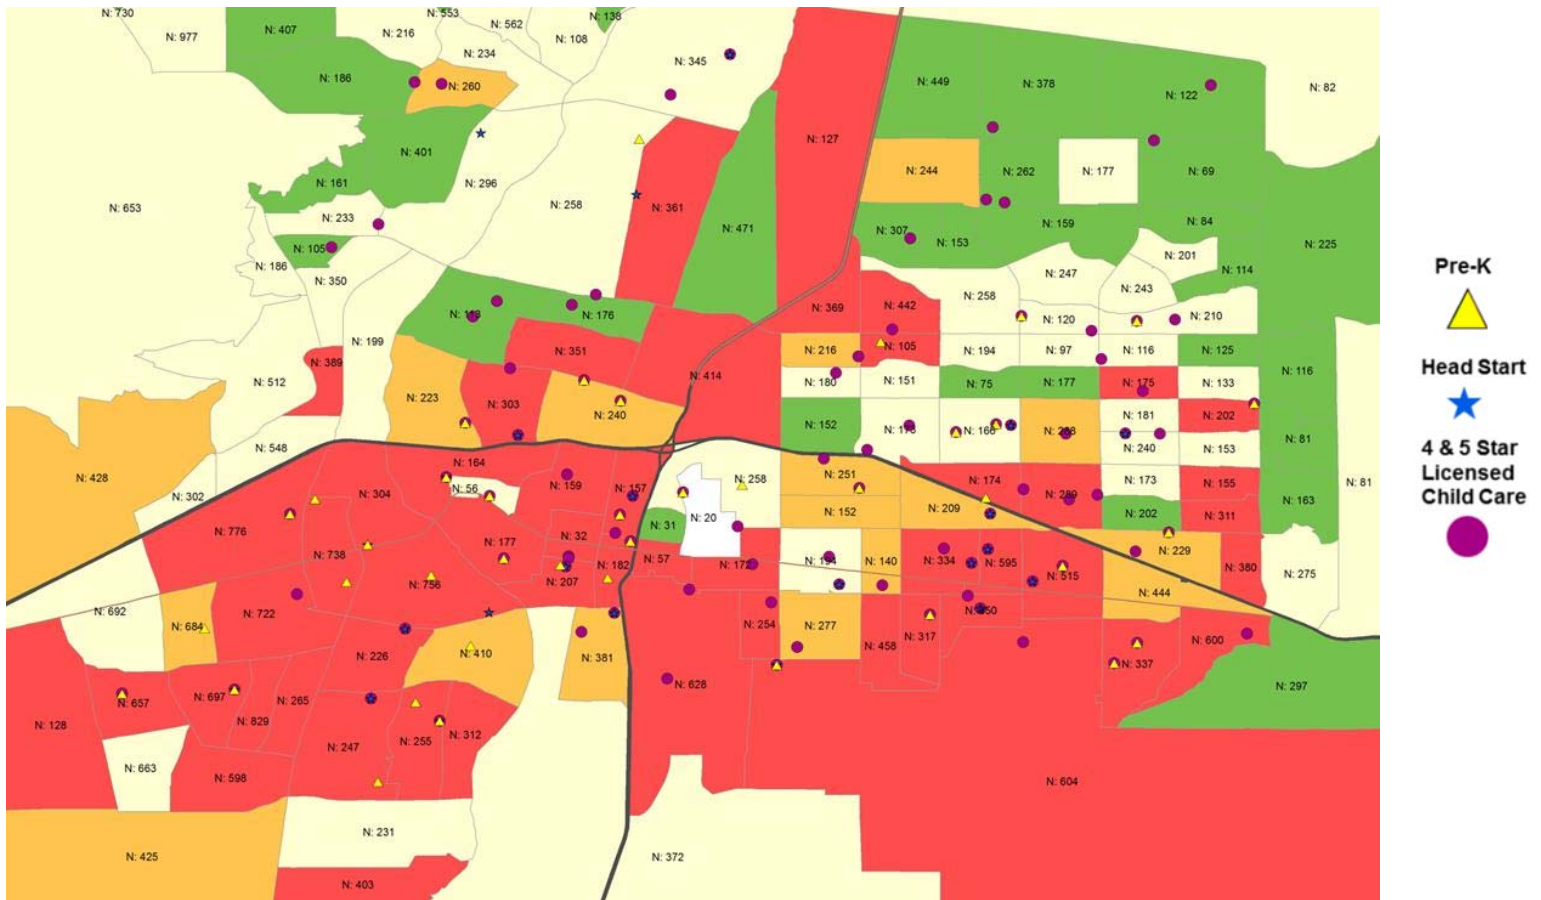 N: 730
N: 553
N: 138
N: 407
N: 562
N: 977
N: 216
N: 108
N: 234
N: 345
N: 186
N: 260
N: 449
N: 378
N: 82
N: 122
N: 127
N: 401
N: 244
N: 262
N: 177
N: 69
N: 161
N: 296
N: 258
N: 653
N: 361
N: 233
N: 471
N: 307
N: 159
N: 84
N: 153
N: 225
N: 105
N: 201
N: 186
N: 247
N: 114
N: 350
N: 243
N: 258
N: 369
N: 442
N: 176
N: 120
N: 210
N: 199
N: 351
N: 216
N: 105
N: 194
N: 97
N: 116
N: 125
N: 389
N: 116
N: 414
N: 512
N: 180
N: 151
N: 75
N: 177
N: 175
N: 133
N: 223
N: 303
N: 240
N: 181
N: 202
N: 152
N: 166
N: 81
N: 548
N: 240
N: 153
N: 164
N: 428
N: 251
N: 174
N: 173
N: 155
N: 81
N: 258
N: 56
N: 159
N: 157
N: 304
N: 289
N: 302
N: 163
N: 209
N: 152
N: 202
N: 311
N: 20
N: 31
N: 776
N: 32
N: 177
N: 738
N: 57
N: 229
N: 194
N: 140
N: 334
N: 595
N: 172
N: 182
N: 380
N: 275
N: 515
N: 207
N: 756
N: 444
N: 692
N: 722
N: 684
N: 254
N: 277
N: 317
N: 600
N: 458
N: 410
N: 226
N: 381
N: 337
N: 628
N: 297
N: 697
N: 265
N: 657
N: 829
N: 128
N: 312
N: 255
N: 247
N: 663
N: 598
N: 604
N: 231
N: 425
N: 372
N: 403
Pre-K
Head Start
4 & 5 Star
Licensed
Child Care